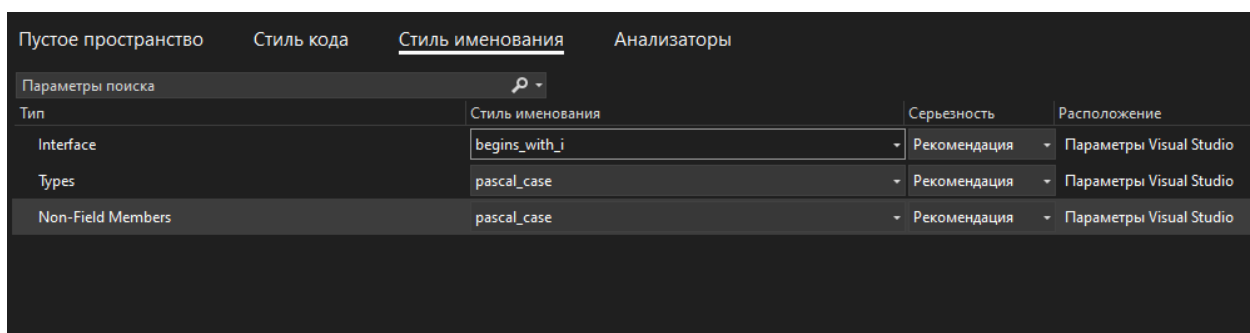 Пустое пространство Стиль кода Стиль именования Анализаторы
Параметры поиска
Тип Стиль именования Серьезность Расположение
Interface begins_with_i Рекомендация Параметры Visual Studio
Types pascal_case Рекомендация Параметры Visual Studio
Non-Field Members pascal_case Рекомендация Параметры Visual Studio